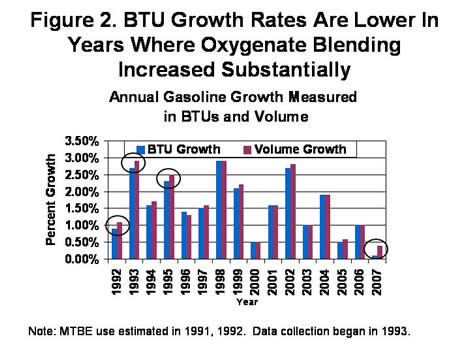 Figure 2. BTU Growth Rates Are Lower In
Years Where Oxygenate Blending
Increased Substantially
Annual Gasoline Growth Measured
in BTUs and Volume
BTU Growth
Volume Growth
3.50%
3.00%
2.50%
2.00%
1.50%
1.00%
0.50%
0.00%
Percent Growth
1992
1993
1994
1995
1996
1997
1998
1999
2000
2001
2002
2003
2004
2005
2006
2007
Year
Note: MTBE use estimated in 1991, 1992. Data collection began in 1993.